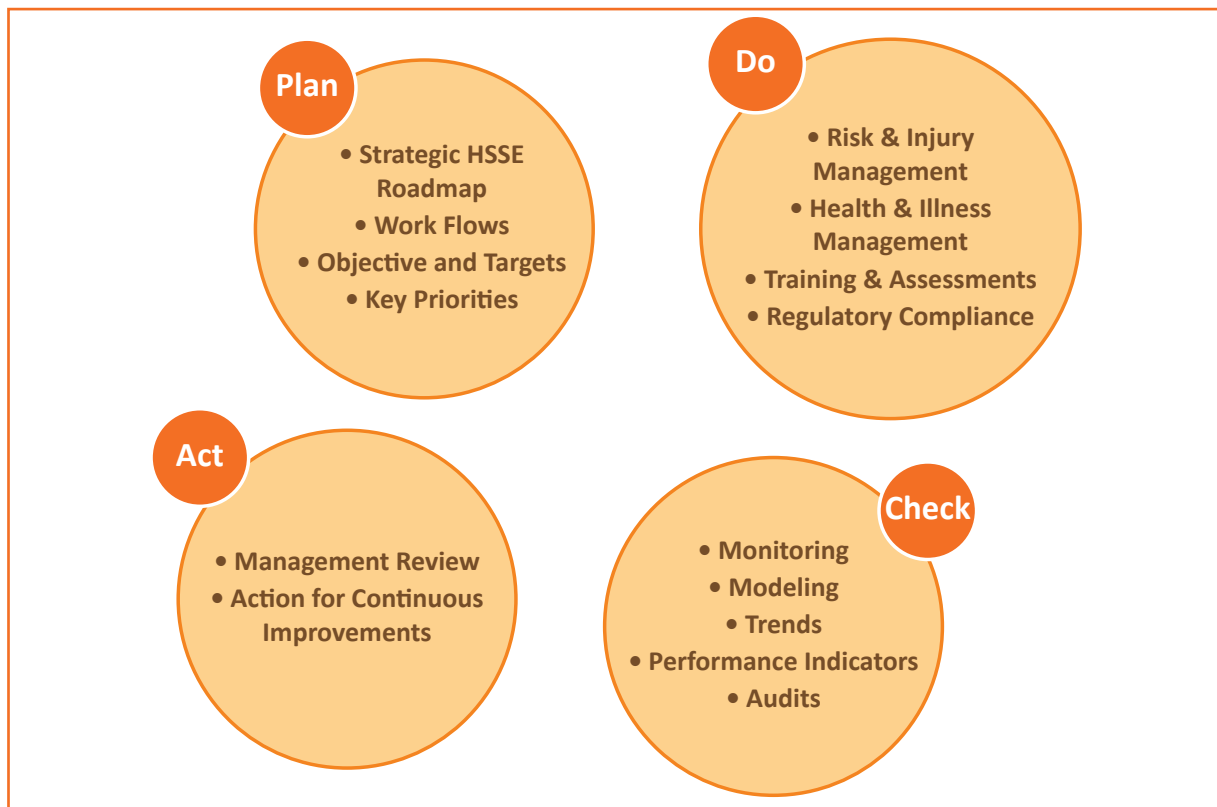 Plan
• Strategic HSSE
Roadmap
• Work Flows
• Objective and Targets
• Key Priorities
Do
• Risk & Injury
Management
• Health & Illness
Management
• Training & Assessments
• Regulatory Compliance
Act
• Management Review
• Action for Continuous
Improvements
Check
• Monitoring
• Modeling
• Trends
• Performance Indicators
• Audits